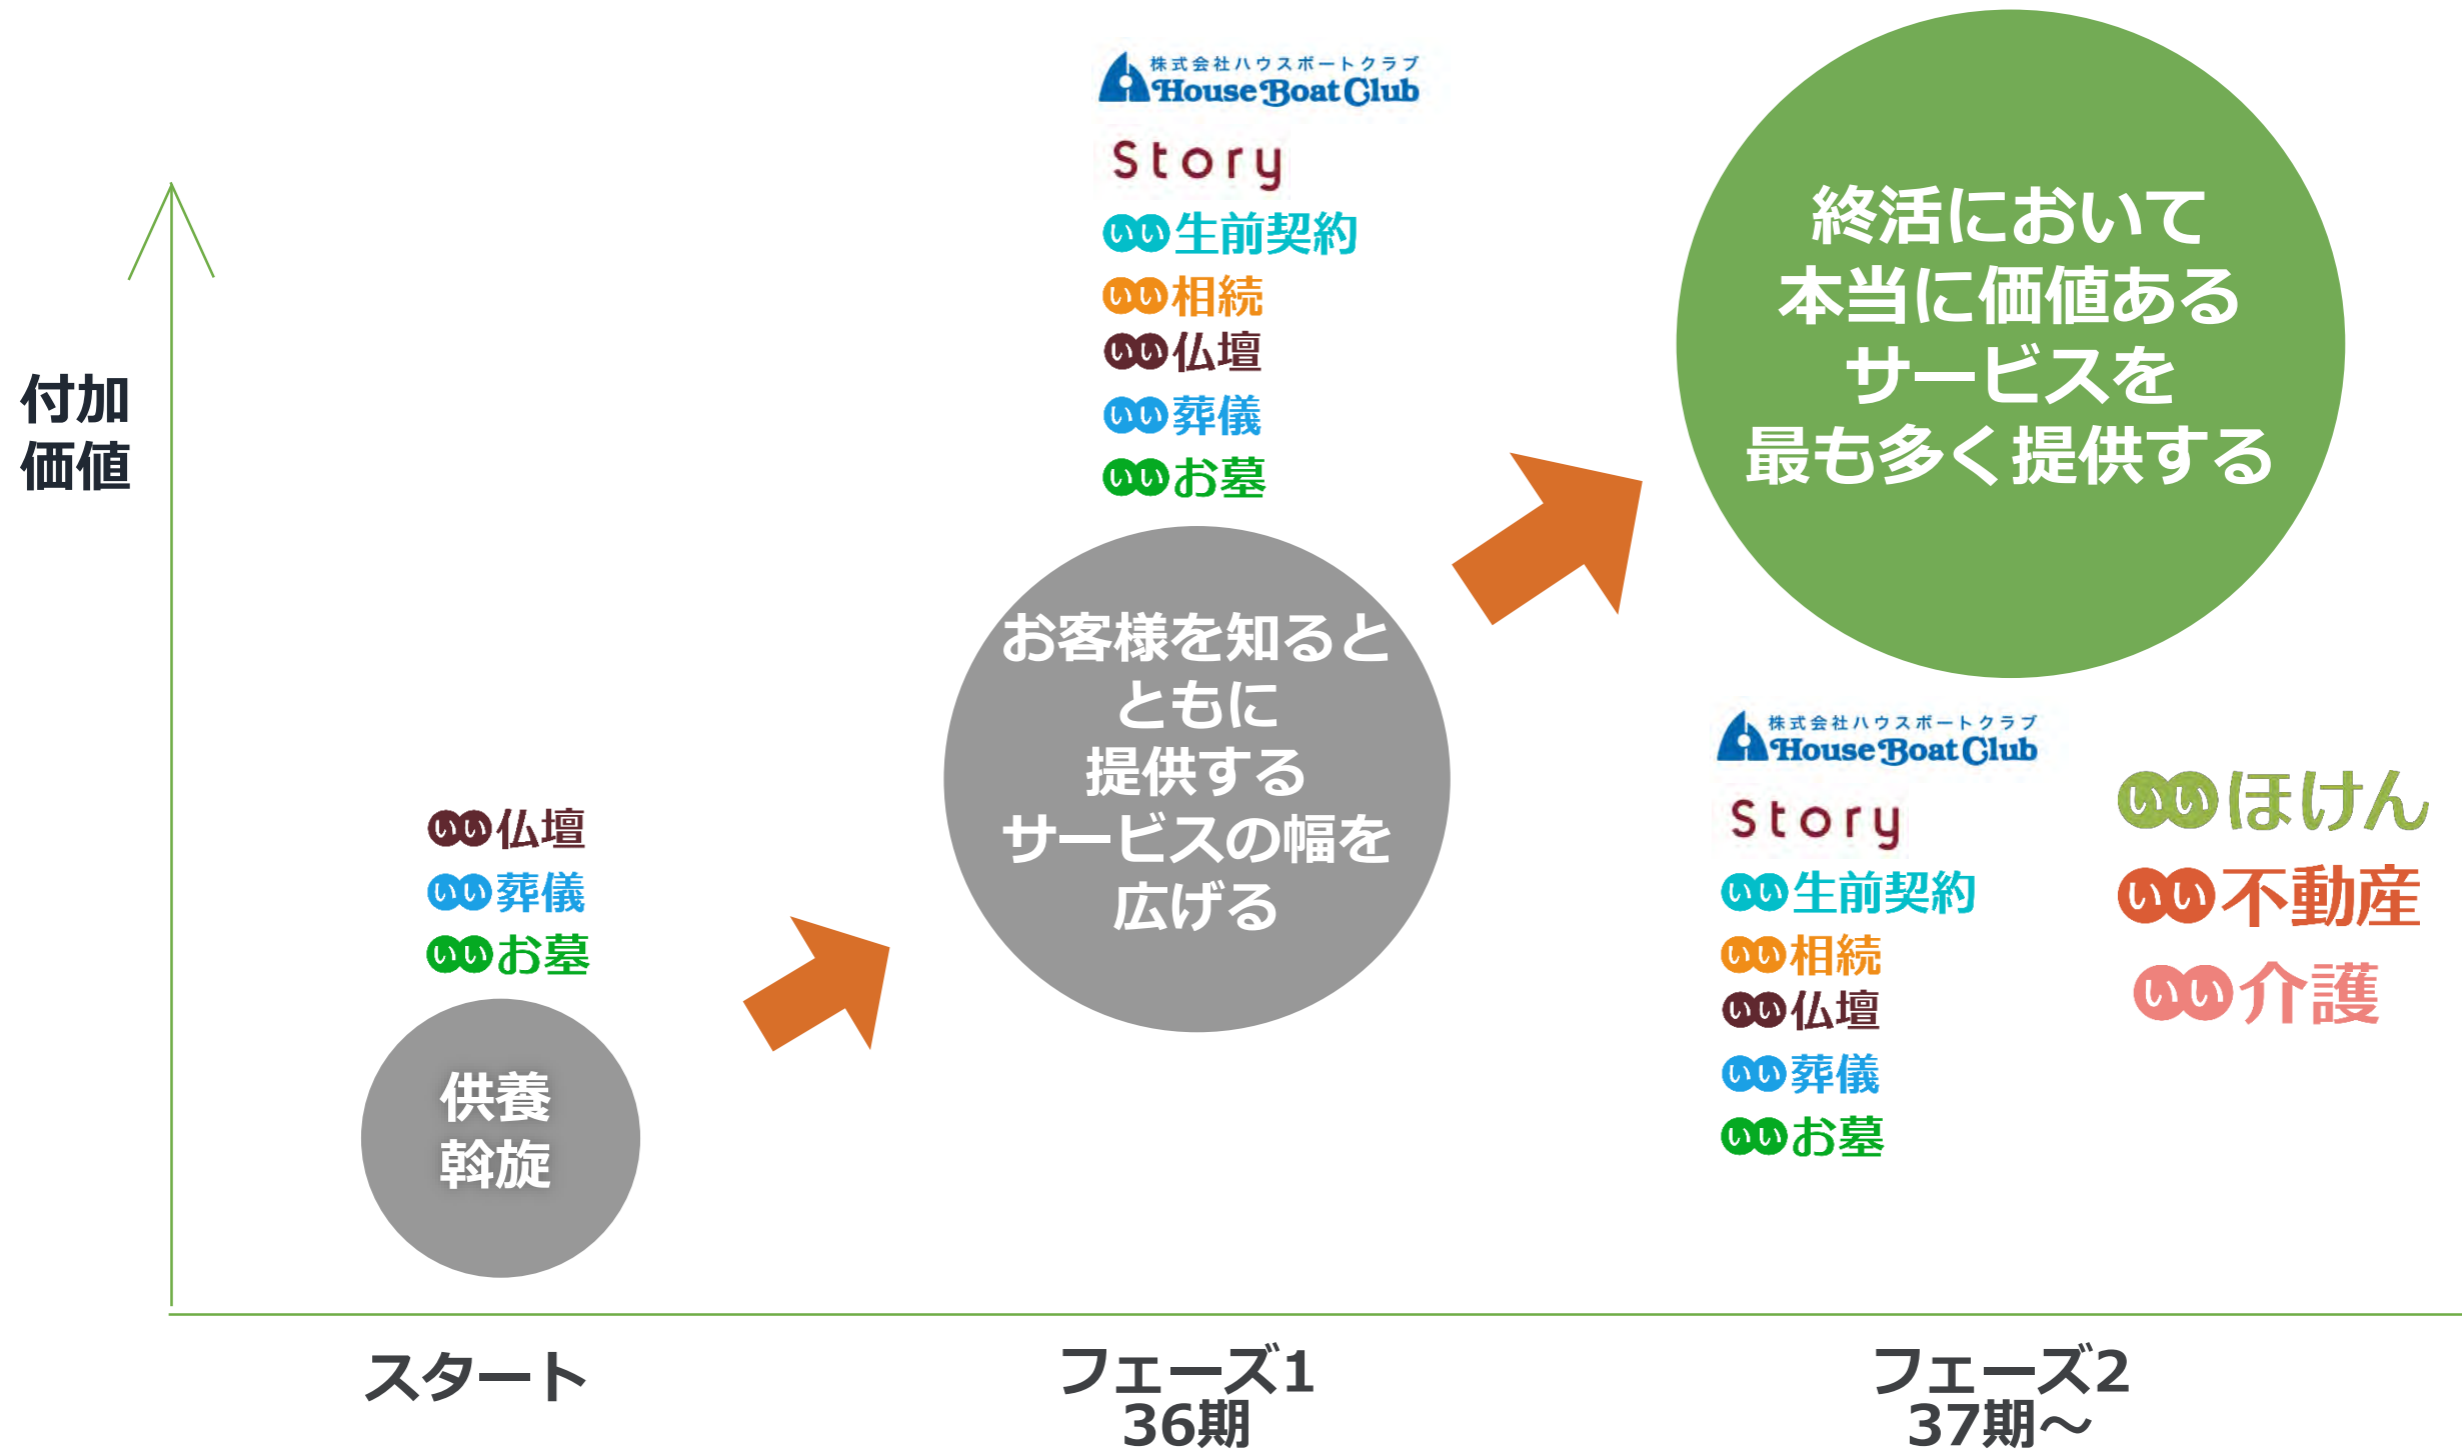 付加
価値
いい仏壇
いい葬儀
いいお墓
供養
斡旋
スタート
株式会社ハウスボートクラブ
House Boat Club
Story
いい生前契約
いい相続
いい仏壇
いい葬儀
いいお墓
お客様を知ると
ともに
提供する
サービスの幅を
広げる
フェーズ1
36期
終活において
本当に価値ある
サービスを
最も多く提供する
株式会社ハウスボートクラブ
House Boat Club
Story
いい生前契約
いい相続
いい仏壇
いい葬儀
いいお墓
いいほけん
いい不動産
いい介護
フェーズ2
37期～